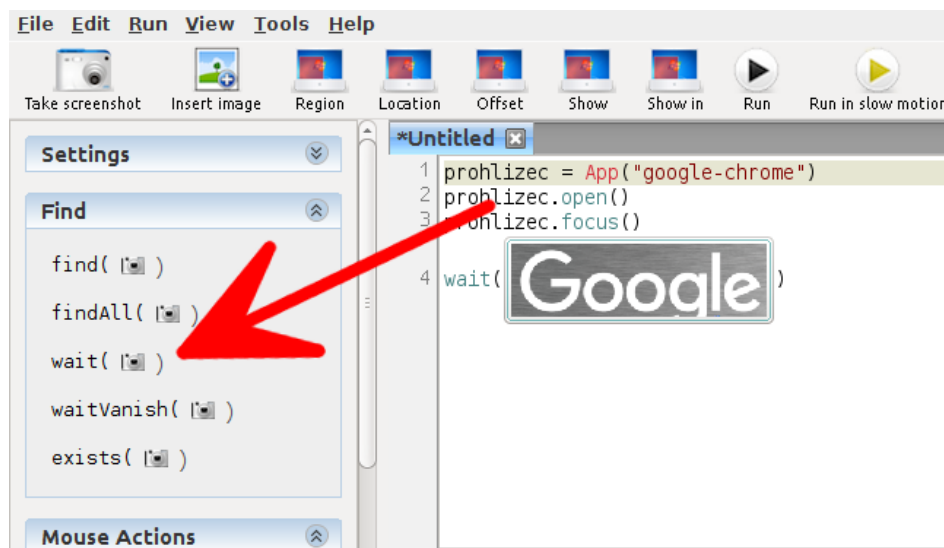 File Edit Run View Tools Help
Take screenshot Insert image Region Location Offset Show Show in Run Run in slow motion
Settings
Find
find( )
findAll( )
wait( )
waitVanish( )
exists( )
Mouse Actions
*Untitled
1 prohlizec = App("google-chrome")
2 prohlizec.open()
3 prohlizec.focus()
4 wait( Google )